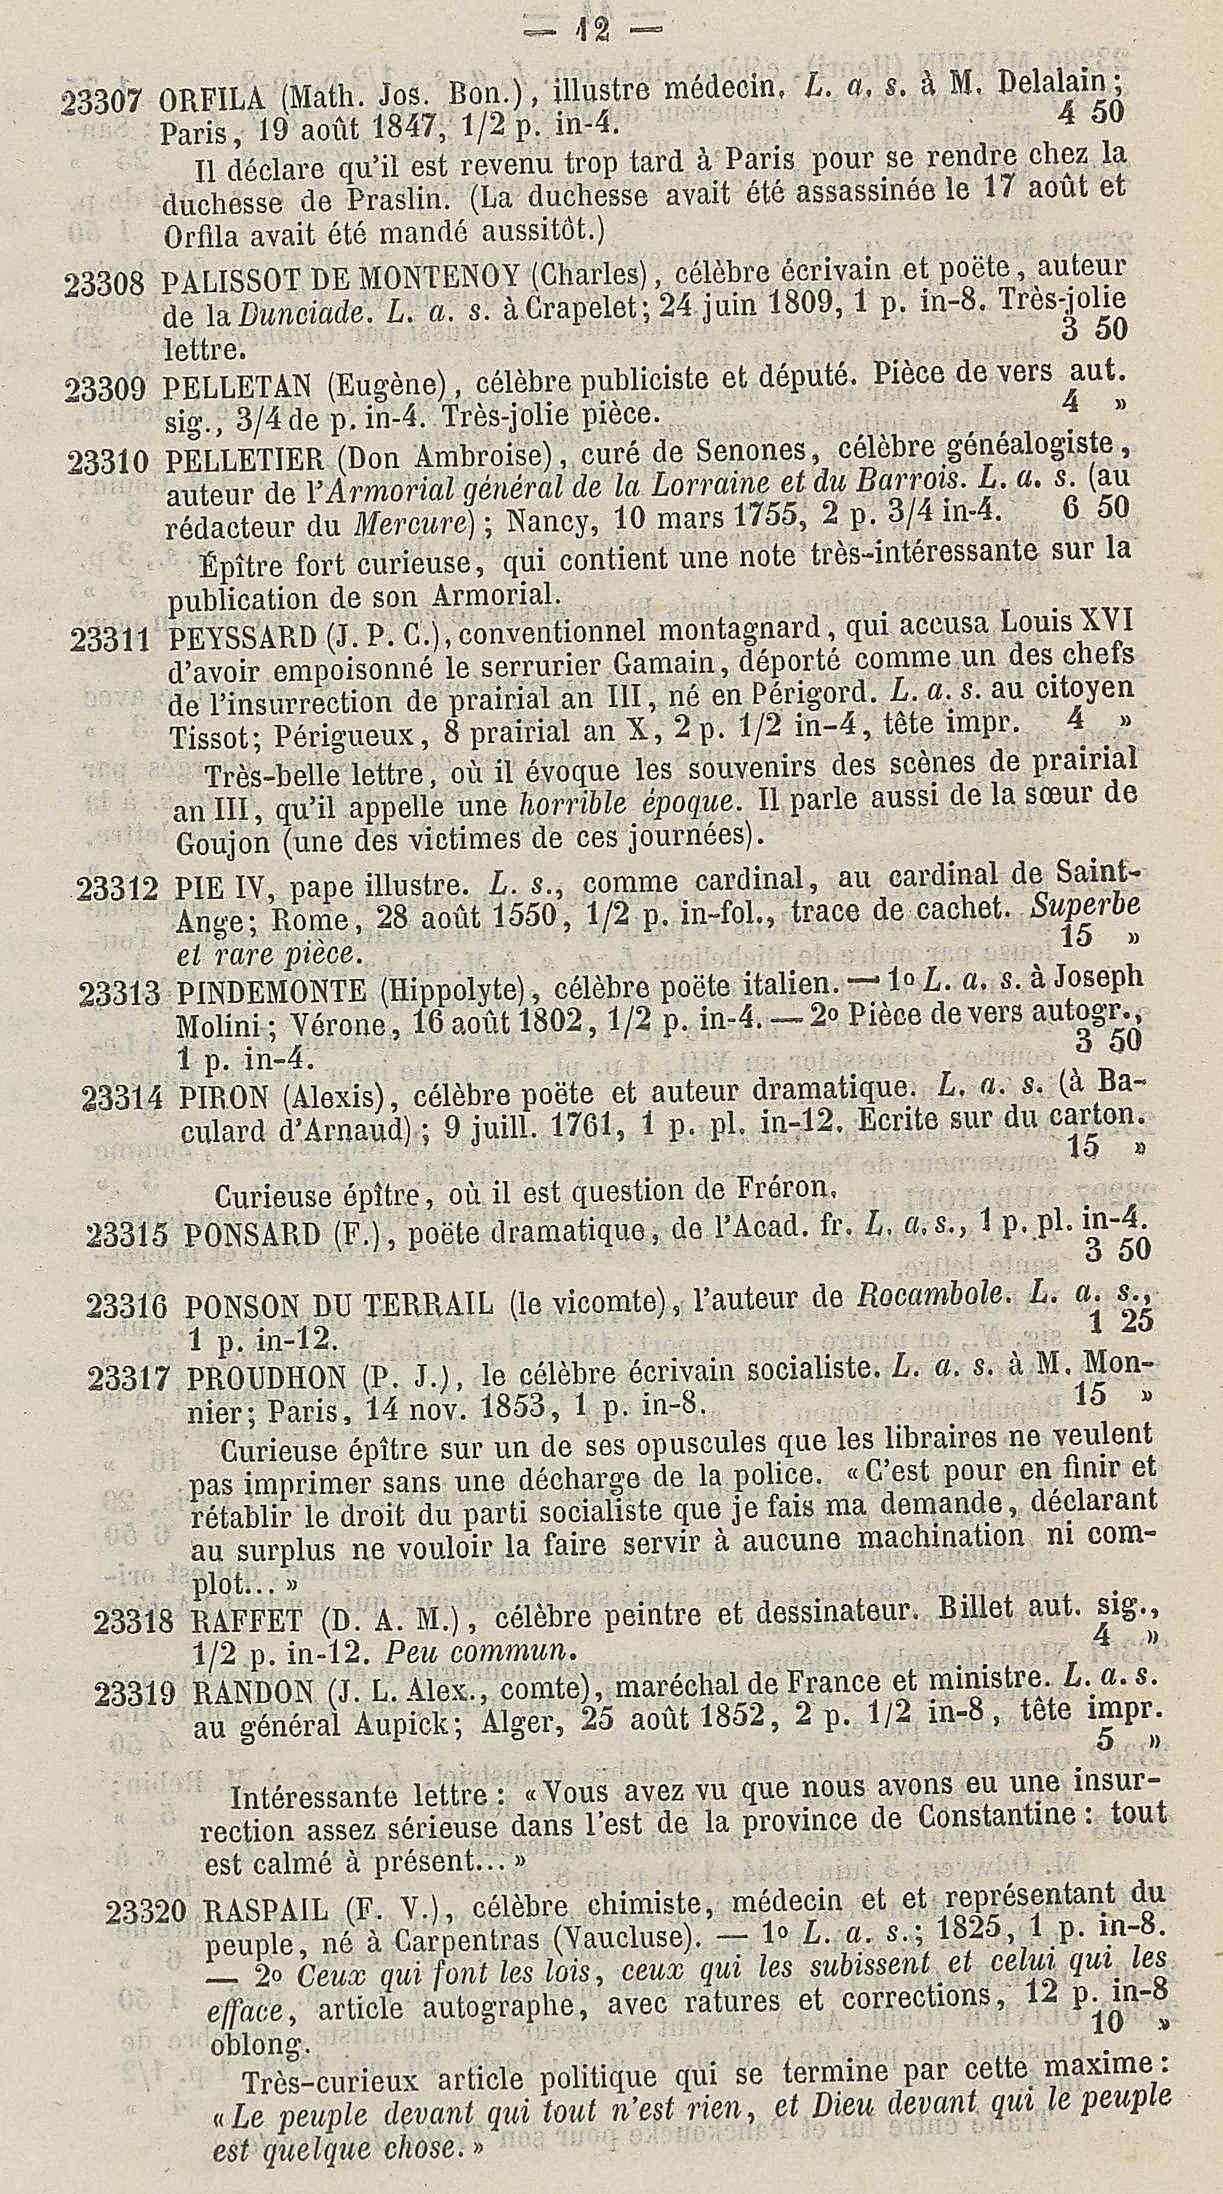 — 12 —
23307 ORFILA (Math. Jos. Bon.), illustre médecin. L. a. s. à M. Delalain;
Paris, 19 août 1847, 1/2 p. in-4. 4 50
Il déclare qu'il est revenu trop tard à Paris pour se rendre chez la
duchesse de Praslin. (La duchesse avait été assassinée le 17 août et
Orfila avait été mandé aussitôt.)
23308 PALISSOT DE MONTENOY (Charles), célèbre écrivain et poëte, auteur
de la Dunciade. L. a. s. à Crapelet; 24 juin 1809, 1 p. in-8. Très-jolie
lettre. 3 50
23309 PELLETAN (Eugène), célèbre publiciste et député. Pièce de vers aut.
sig., 3/4 de p. in-4. Très-jolie pièce. 4 »
23310 PELLETIER (Don Ambroise), curé de Senones, célèbre généalogiste,
auteur de l'Armorial général de la Lorraine et du Barrois. L. a. s. (au
rédacteur du Mercure); Nancy, 10 mars 1755, 2 p. 3/4 in-4. 6 50
Épître fort curieuse, qui contient une note très-intéressante sur la
publication de son Armorial.
23311 PEYSSARD (J. P. C.), conventionnel montagnard, qui accusa Louis XVI
d'avoir empoisonné le serrurier Gamain, déporté comme un des chefs
de l'insurrection de prairial an III, né en Périgord. L. a. s. au citoyen
Tissot; Périgueux, 8 prairial an X, 2 p. 1/2 in-4, tête impr. 4 »
Très-belle lettre, où il évoque les souvenirs des scènes de prairial
an III, qu'il appelle une horrible époque. Il parle aussi de la sœur de
Goujon (une des victimes de ces journées).
23312 PIE IV, pape illustre. L. s., comme cardinal, au cardinal de Saint-
Ange; Rome, 28 août 1550, 1/2 p. in-fol., trace de cachet. Superbe
et rare pièce. 15 »
23313 PINDEMONTE (Hippolyte), célèbre poëte italien. — 1o L. a. s. à Joseph
Molini; Vérone, 16 août 1802, 1/2 p. in-4. — 2o Pièce de vers autogr.,
1 p. in-4. 3 50
23314 PIRON (Alexis), célèbre poëte et auteur dramatique. L. a. s. (à Ba-
culard d'Arnaud); 9 juill. 1761, 1 p. pl. in-12. Ecrite sur du carton.
15 »
Curieuse épître, où il est question de Fréron.
23315 PONSARD (F.), poëte dramatique, de l'Acad. fr. L. a. s., 1 p. pl. in-4.
3 50
23316 PONSON DU TERRAIL (le vicomte), l'auteur de Rocambole. L. a. s.,
1 p. in-12. 1 25
23317 PROUDHON (P. J.), le célèbre écrivain socialiste. L. a. s. à M. Mon-
nier; Paris, 14 nov. 1853, 1 p. in-8. 15 »
Curieuse épître sur un de ses opuscules que les libraires ne veulent
pas imprimer sans une décharge de la police. «C'est pour en finir et
rétablir le droit du parti socialiste que je fais ma demande, déclarant
au surplus ne vouloir la faire servir à aucune machination ni com-
plot... »
23318 RAFFET (D. A. M.), célèbre peintre et dessinateur. Billet aut. sig.,
1/2 p. in-12. Peu commun. 4 »
23319 RANDON (J. L. Alex., comte), maréchal de France et ministre. L. a. s.
au général Aupick; Alger, 25 août 1852, 2 p. 1/2 in-8, tête impr.
5 »
Intéressante lettre: «Vous avez vu que nous avons eu une insur-
rection assez sérieuse dans l'est de la province de Constantine: tout
est calmé à présent... »
23320 RASPAIL (F. V.), célèbre chimiste, médecin et et représentant du
peuple, né à Carpentras (Vaucluse). — 1o L. a. s.; 1825, 1 p. in-8.
— 2o Ceux qui font les lois, ceux qui les subissent et celui qui les
efface, article autographe, avec ratures et corrections, 12 p. in-8
oblong. 10 »
Très-curieux article politique qui se termine par cette maxime:
«Le peuple devant qui tout n'est rien, et Dieu devant qui le peuple
est quelque chose. »